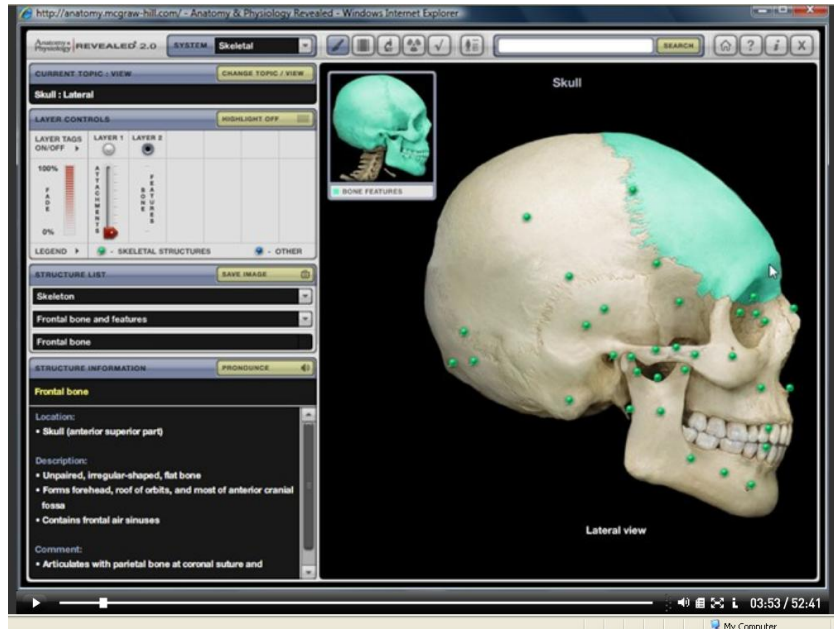 http://anatomy.mcgraw-hill.com/ - Anatomy & Physiology Revealed - Windows Internet Explorer
Anatomy & Physiology REVEALED 2.0 SYSTEM Skeletal SEARCH
CURRENT TOPIC : VIEW CHANGE TOPIC / VIEW
Skull : Lateral
LAYER CONTROLS HIGHLIGHT OFF
LAYER TAGS ON/OFF LAYER 1 LAYER 2
100%
FADE ATTACHMENTS BONE FEATURES
0%
LEGEND - SKELETAL STRUCTURES - OTHER
STRUCTURE LIST SAVE IMAGE
Skeleton
Frontal bone and features
Frontal bone
STRUCTURE INFORMATION PRONOUNCE
Frontal bone
Location:
• Skull (anterior superior part)
Description:
• Unpaired, irregular-shaped, flat bone
• Forms forehead, roof of orbits, and most of anterior cranial
fossa
• Contains frontal air sinuses
Comment:
• Articulates with parietal bone at coronal suture and
BONE FEATURES
Skull
Lateral view
03:53 / 52:41
My Computer